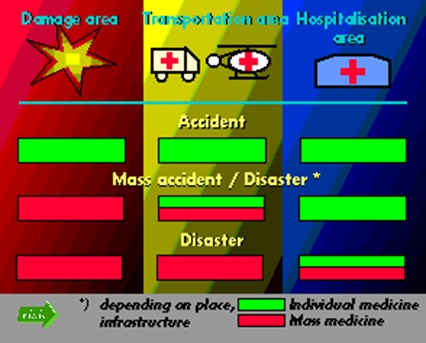 Damage area
Transportation area
Hospitalisation
area
Accident
Mass accident / Disaster *
Disaster
*) depending on place,
infrastructure
Individual medicine
Mass medicine